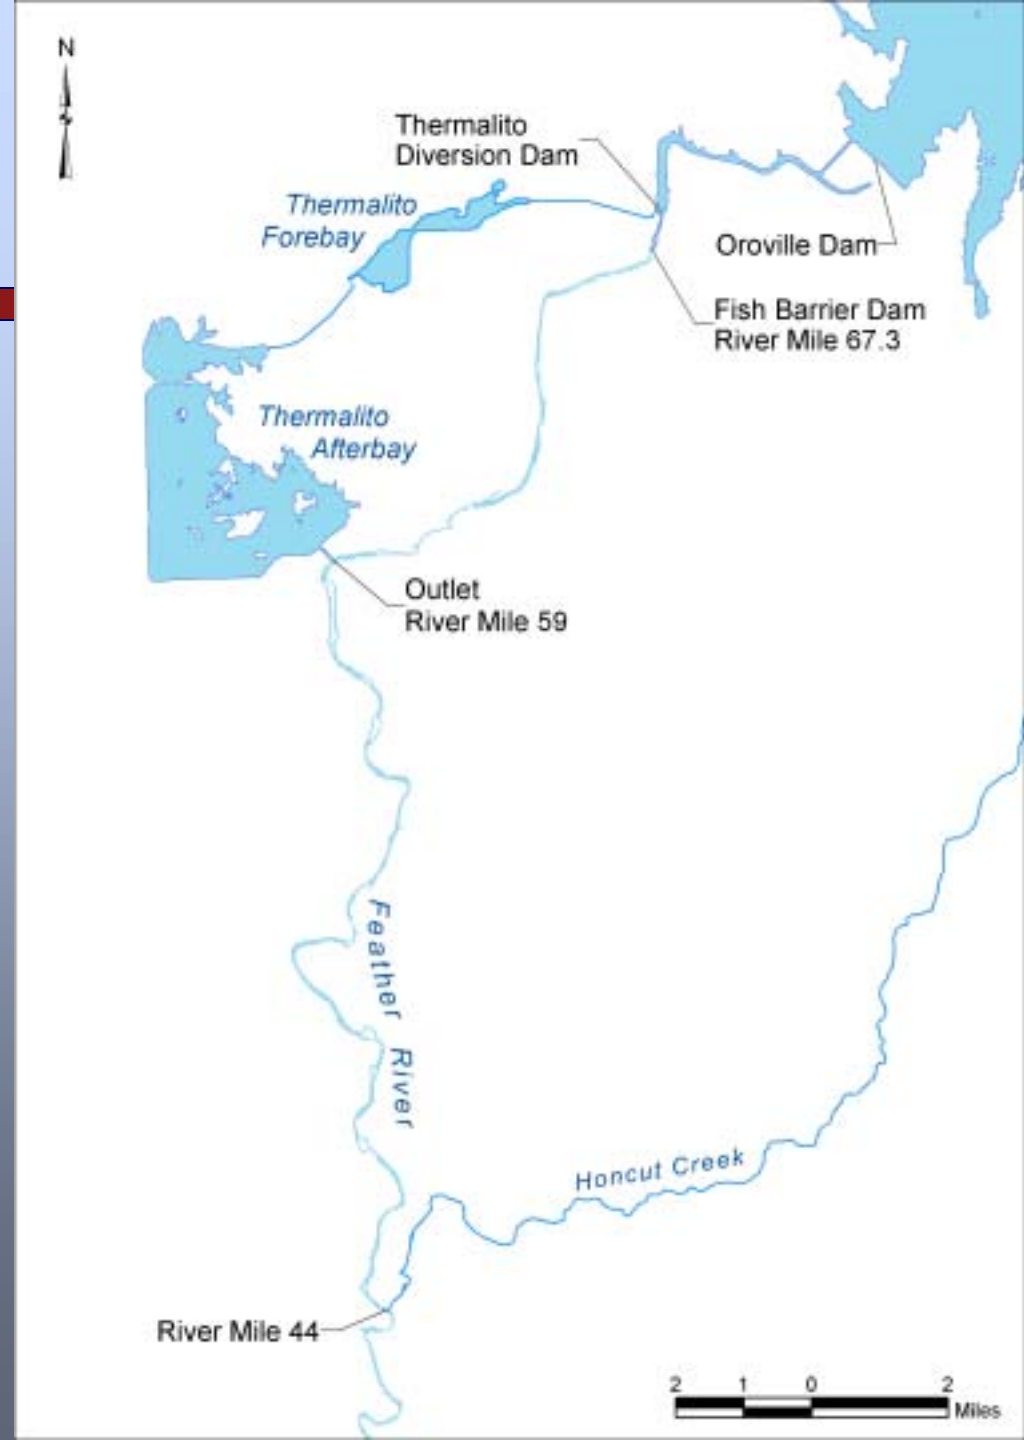 N
Thermalito
Diversion Dam
Thermalito
Forebay
Oroville Dam
Fish Barrier Dam
River Mile 67.3
Thermalito
Afterbay
Outlet
River Mile 59
Feather River
Honcut Creek
River Mile 44
2 1 0 2
Miles